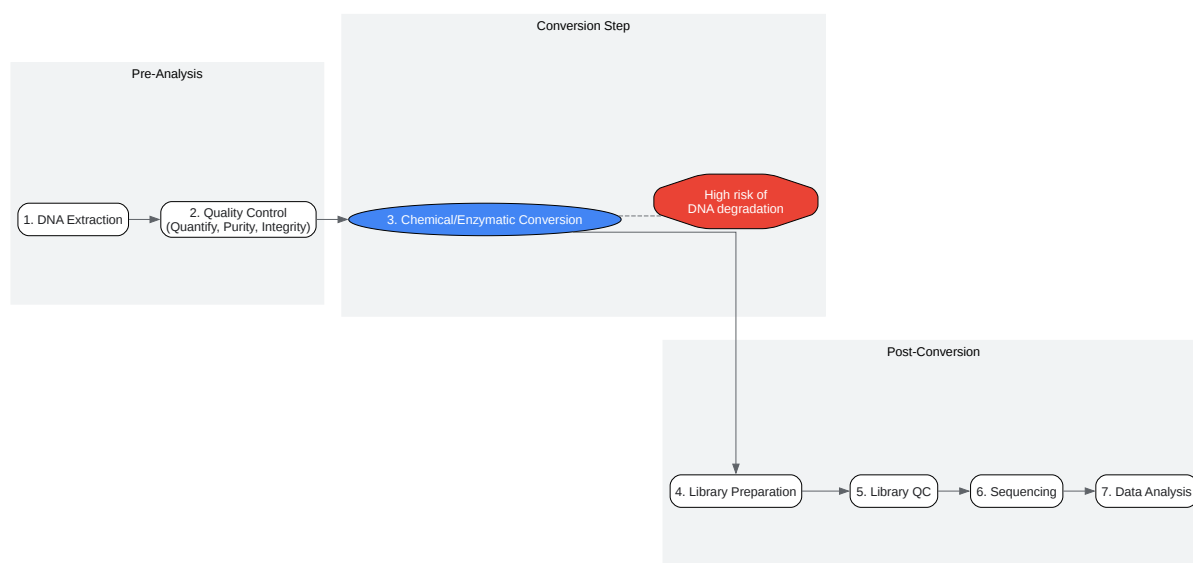 Conversion Step
Pre-Analysis
1. DNA Extraction
2. Quality Control
(Quantify, Purity, Integrity)
3. Chemical/Enzymatic Conversion
High risk of
DNA degradation
Post-Conversion
4. Library Preparation
5. Library QC
6. Sequencing
7. Data Analysis